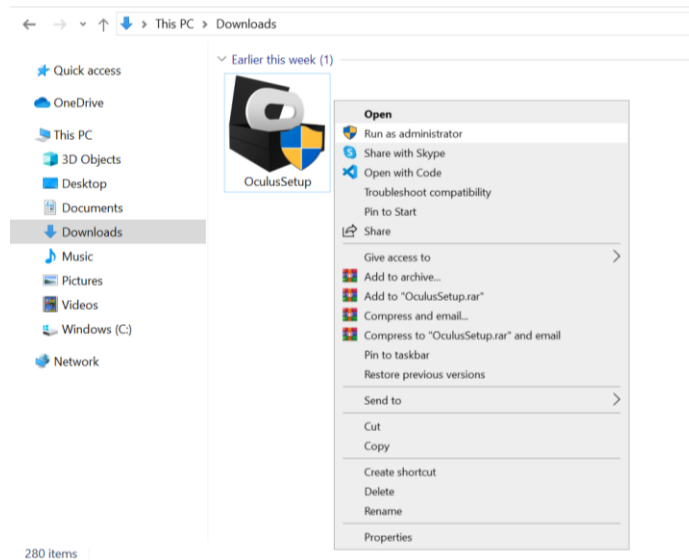 This PC > Downloads
Quick access
OneDrive
This PC
3D Objects
Desktop
Documents
Downloads
Music
Pictures
Videos
Windows (C:)
Network
Earlier this week (1)
OculusSetup
Open
Run as administrator
Share with Skype
Open with Code
Troubleshoot compatibility
Pin to Start
Share
Give access to
Add to archive...
Add to "OculusSetup.rar"
Compress and email...
Compress to "OculusSetup.rar" and email
Pin to taskbar
Restore previous versions
Send to
Cut
Copy
Create shortcut
Delete
Rename
Properties
280 items